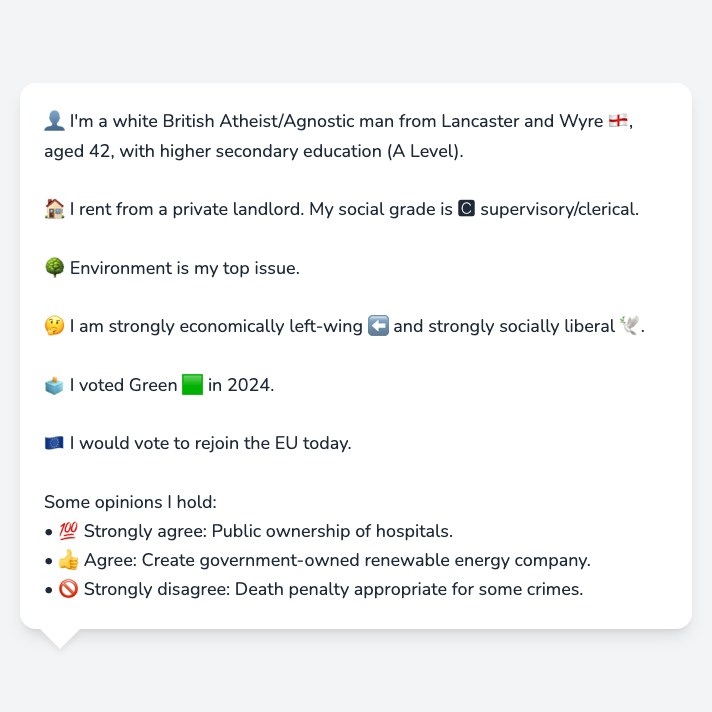 👤 I'm a white British Atheist/Agnostic man from Lancaster and Wyre 🏴󠁧󠁢󠁥󠁮󠁧󠁿,
aged 42, with higher secondary education (A Level).
🏠 I rent from a private landlord. My social grade is 🅲 supervisory/clerical.
🌳 Environment is my top issue.
🤔 I am strongly economically left-wing ⬅️ and strongly socially liberal 🕊️.
🗳️ I voted Green 🟩 in 2024.
🇪🇺 I would vote to rejoin the EU today.
Some opinions I hold:
• 💯 Strongly agree: Public ownership of hospitals.
• 👍 Agree: Create government-owned renewable energy company.
• 🚫 Strongly disagree: Death penalty appropriate for some crimes.